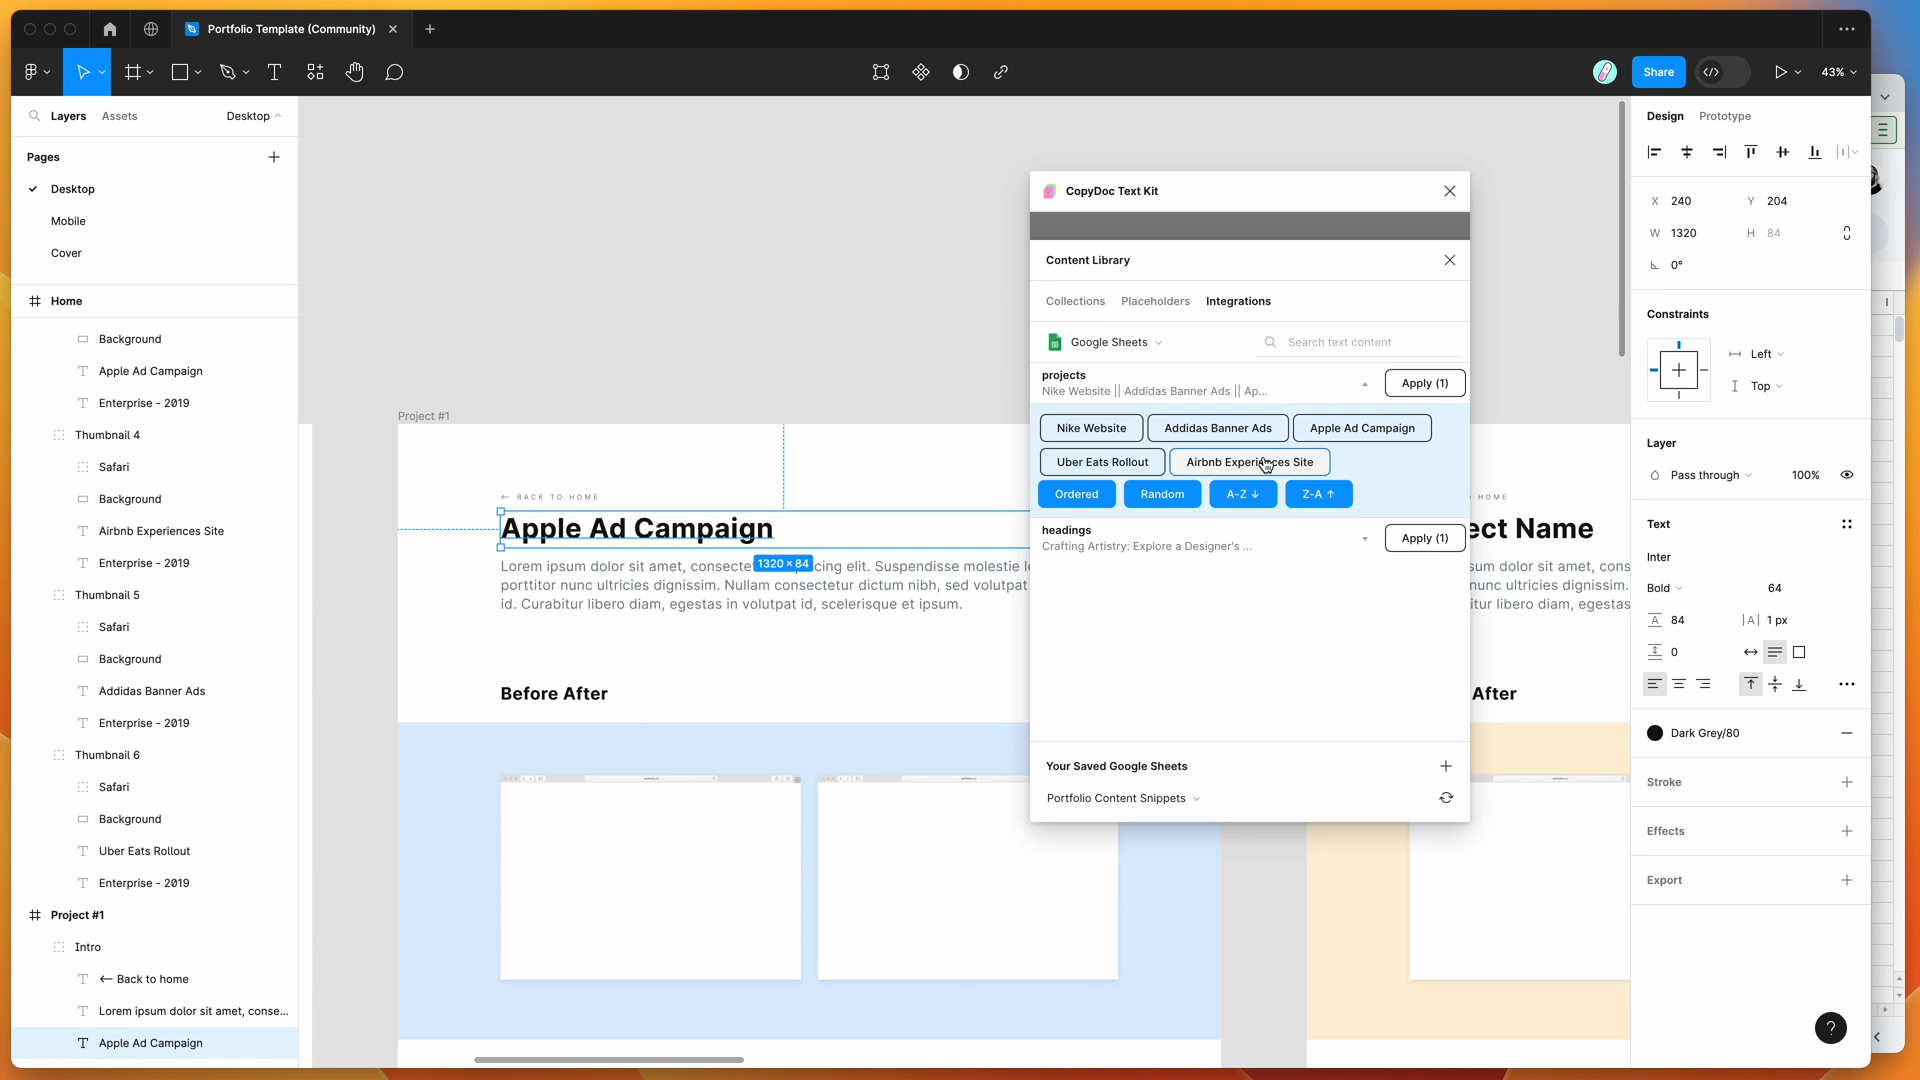 Portfolio Template (Community)
Share
43%
Layers
Assets
Desktop
Pages
Desktop
Mobile
Cover
Home
Background
Apple Ad Campaign
Enterprise - 2019
Thumbnail 4
Safari
Background
Airbnb Experiences Site
Enterprise - 2019
Thumbnail 5
Safari
Background
Addidas Banner Ads
Enterprise - 2019
Thumbnail 6
Safari
Background
Uber Eats Rollout
Enterprise - 2019
Project #1
Intro
← Back to home
Lorem ipsum dolor sit amet, conse...
Apple Ad Campaign
Project #1
← BACK TO HOME
Apple Ad Campaign
1320 × 84
Lorem ipsum dolor sit amet, consecte cing elit. Suspendisse molestie l
porttitor nunc ultricies dignissim. Nullam consectetur dictum nibh, sed volutpat
id. Curabitur libero diam, egestas in volutpat id, scelerisque et ipsum.
Before After
CopyDoc Text Kit
Content Library
Collections
Placeholders
Integrations
Google Sheets
Search text content
projects
Nike Website || Addidas Banner Ads || Ap...
Apply (1)
Nike Website
Addidas Banner Ads
Apple Ad Campaign
Uber Eats Rollout
Airbnb Experiences Site
Ordered
Random
A-Z ↓
Z-A ↑
headings
Crafting Artistry: Explore a Designer's ...
Apply (1)
Your Saved Google Sheets
Portfolio Content Snippets
HOME
ect Name
sum dolor sit amet, cons
nunc ultricies dignissim.
itur libero diam, egestas
After
Design
Prototype
X 240
Y 204
W 1320
H 84
0°
Constraints
Left
Top
Layer
Pass through
100%
Text
Inter
Bold
64
84
1 px
0
Dark Grey/80
Stroke
Effects
Export
?